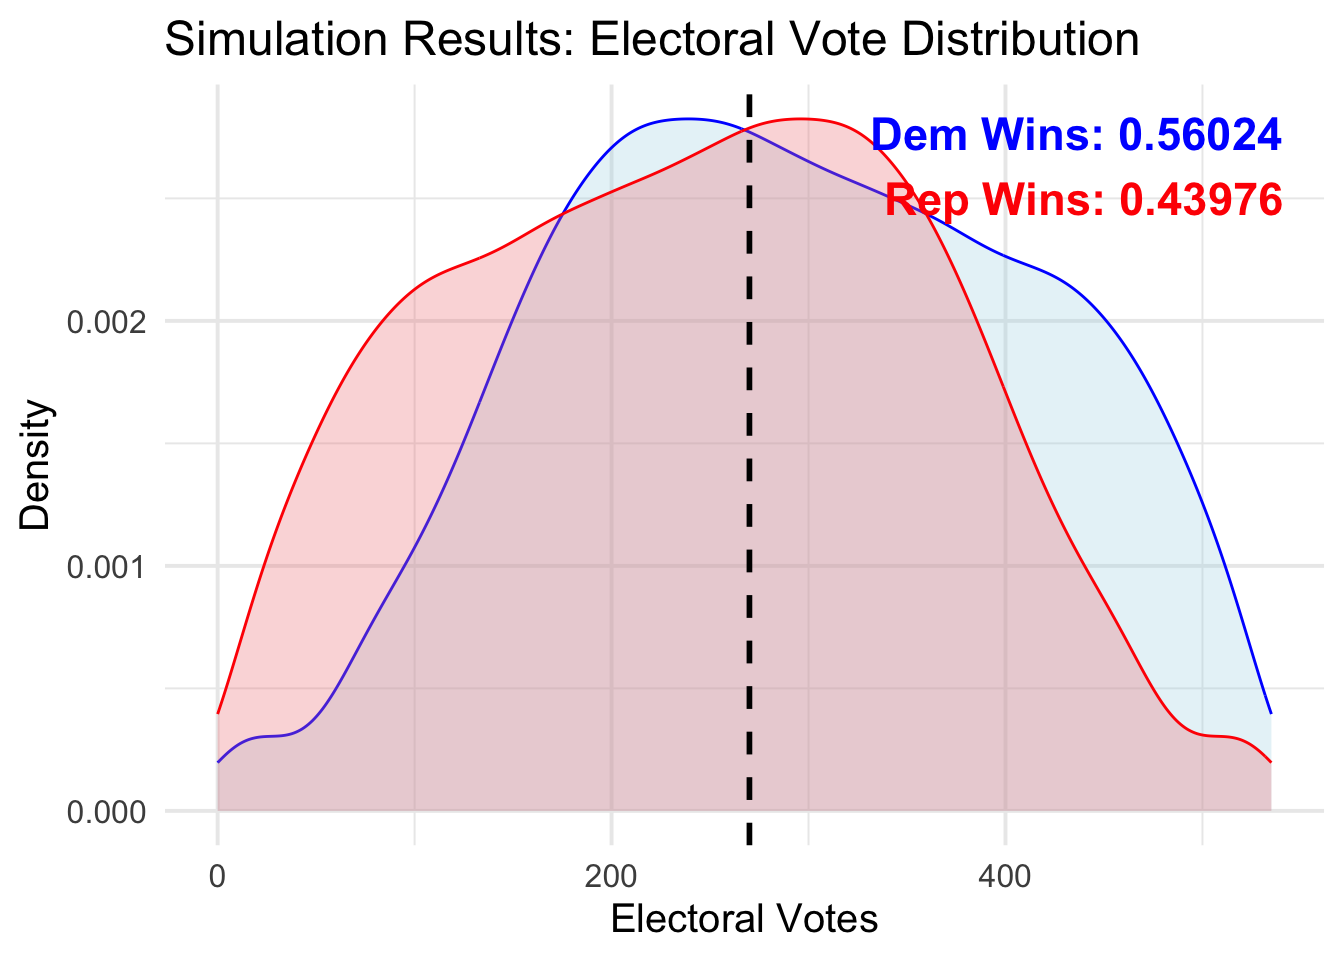 Simulation Results: Electoral Vote Distribution
Dem Wins: 0.56024
Rep Wins: 0.43976
Density
0.002
0.001
0.000
0
200
400
Electoral Votes